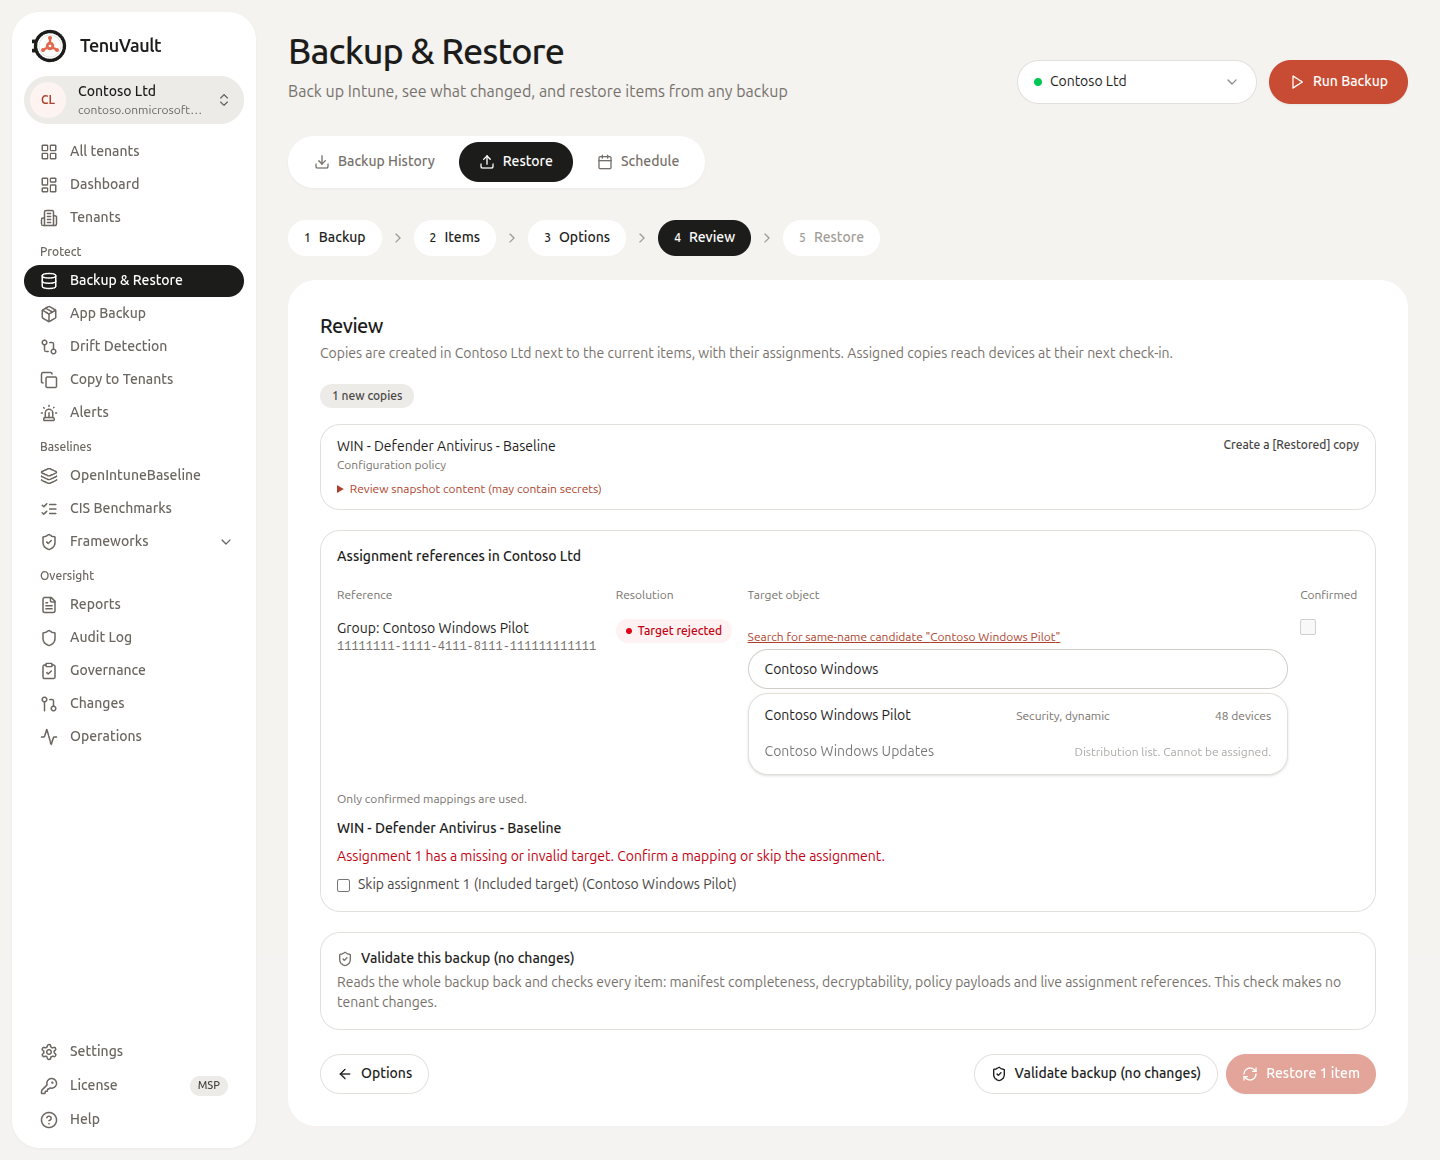 TenuVault
CL
Contoso Ltd
contoso.onmicrosoft...
All tenants
Dashboard
Tenants
Protect
Backup & Restore
App Backup
Drift Detection
Copy to Tenants
Alerts
Baselines
OpenIntuneBaseline
CIS Benchmarks
Frameworks
Oversight
Reports
Audit Log
Governance
Changes
Operations
Settings
License MSP
Help
Backup & Restore
Back up Intune, see what changed, and restore items from any backup
Contoso Ltd
Run Backup
Backup History Restore Schedule
1 Backup 2 Items 3 Options 4 Review 5 Restore
Review
Copies are created in Contoso Ltd next to the current items, with their assignments. Assigned copies reach devices at their next check-in.
1 new copies
WIN - Defender Antivirus - Baseline Create a [Restored] copy
Configuration policy
Review snapshot content (may contain secrets)
Assignment references in Contoso Ltd
Reference Resolution Target object Confirmed
Group: Contoso Windows Pilot Target rejected
11111111-1111-4111-8111-111111111111
Search for same-name candidate "Contoso Windows Pilot"
Contoso Windows
Contoso Windows Pilot Security, dynamic 48 devices
Contoso Windows Updates Distribution list. Cannot be assigned.
Only confirmed mappings are used.
WIN - Defender Antivirus - Baseline
Assignment 1 has a missing or invalid target. Confirm a mapping or skip the assignment.
Skip assignment 1 (Included target) (Contoso Windows Pilot)
Validate this backup (no changes)
Reads the whole backup back and checks every item: manifest completeness, decryptability, policy payloads and live assignment references. This check makes no
tenant changes.
Options Validate backup (no changes) Restore 1 item